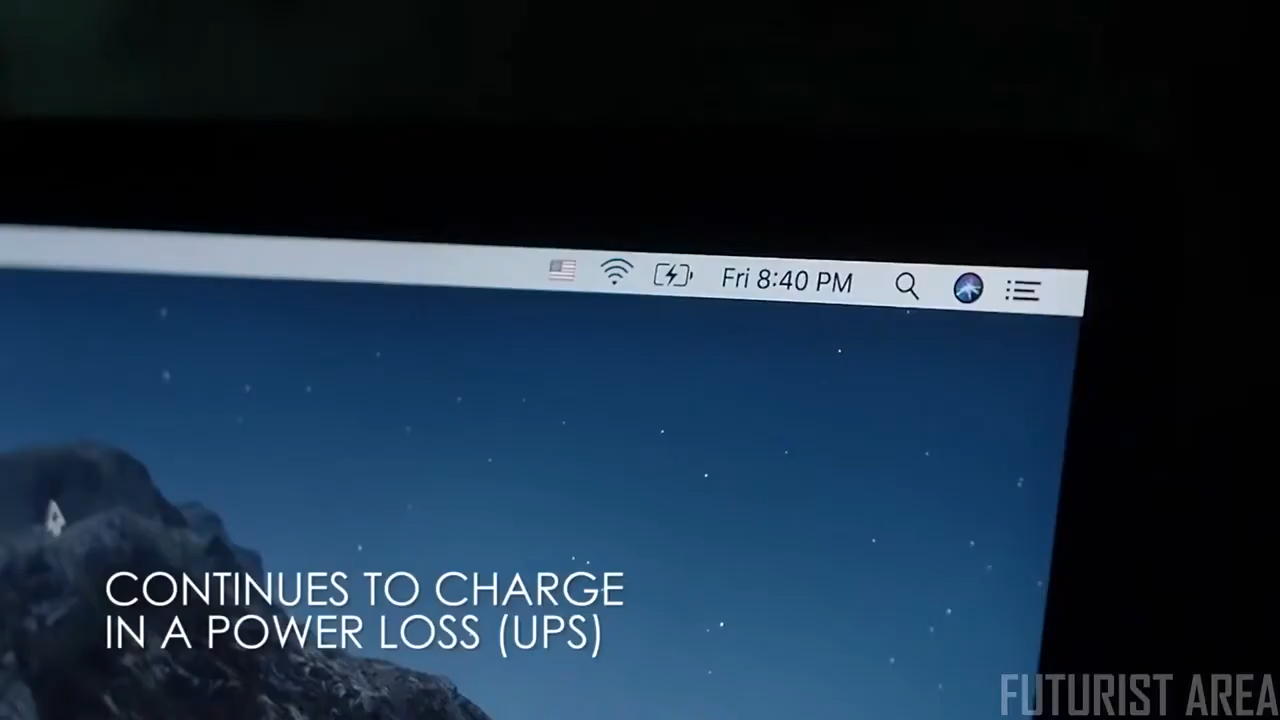 Fri 8:40 PM
CONTINUES TO CHARGE
IN A POWER LOSS (UPS)
FUTURIST AREA